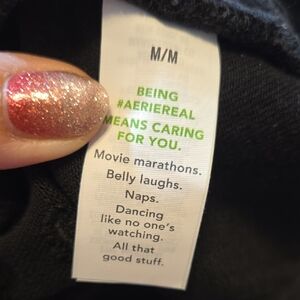 M/M
BEING
#AERIEREAL
MEANS CARING
FOR YOU.
Movie marathons.
Belly laughs.
Naps.
Dancing
like no one's
watching.
All that
good stuff.